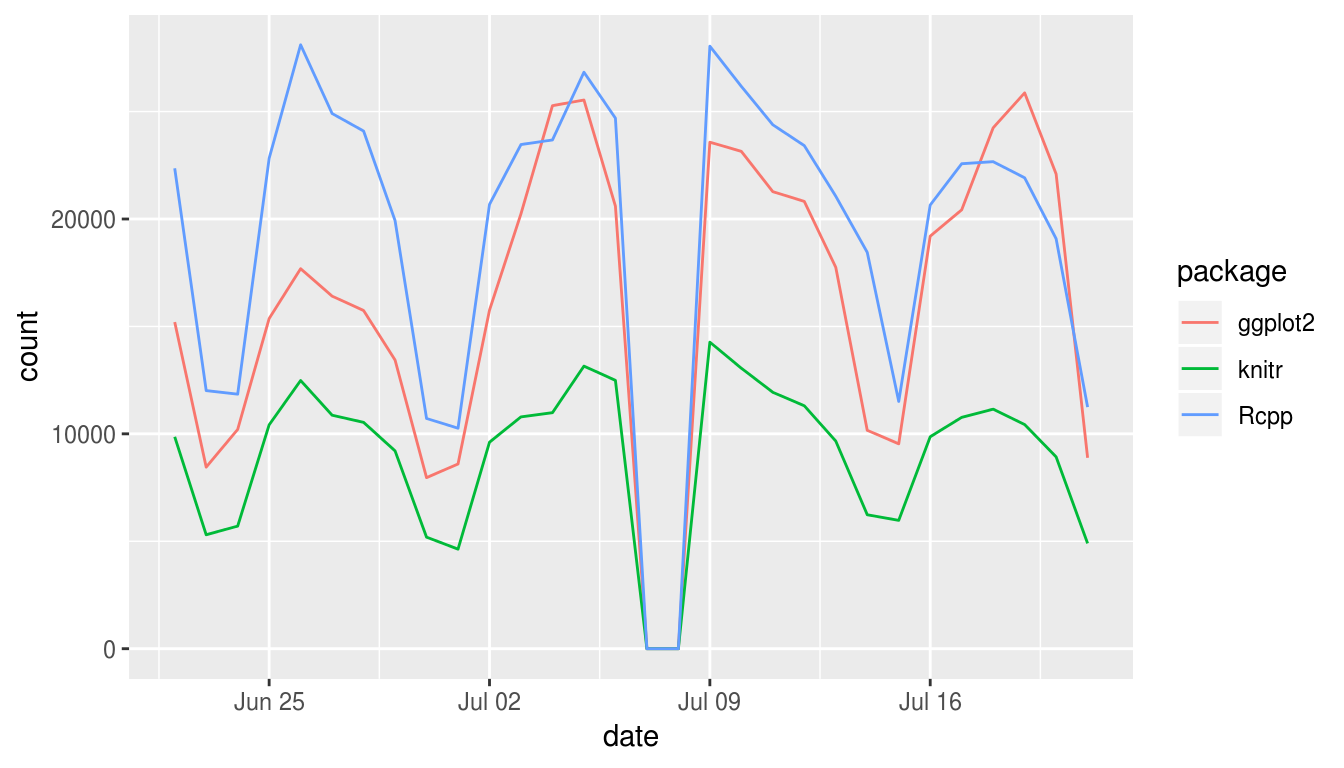 count
20000
10000
0
Jun 25
Jul 02
Jul 09
Jul 16
date
package
ggplot2
knitr
Rcpp